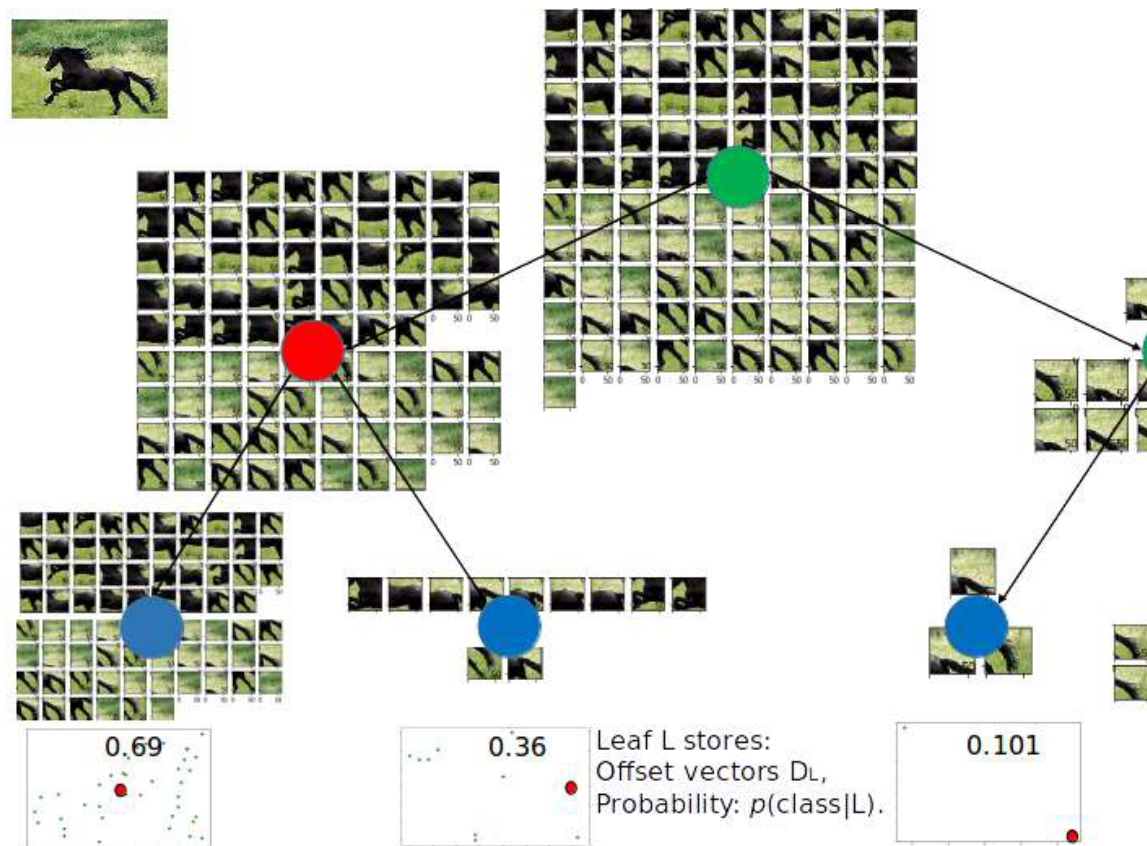 0.69
0.36
Leaf L stores:
Offset vectors DL,
Probability: p(class|L).
0.101